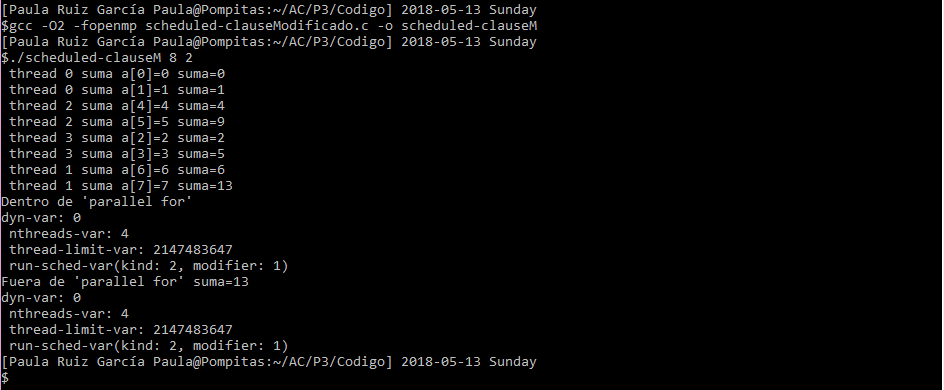 [Paula Ruiz García Paula@Pompitas:~/AC/P3/Codigo] 2018-05-13 Sunday
$gcc -O2 -fopenmp scheduled-clauseModificado.c -o scheduled-clauseM
[Paula Ruiz García Paula@Pompitas:~/AC/P3/Codigo] 2018-05-13 Sunday
$./scheduled-clauseM 8 2
 thread 0 suma a[0]=0 suma=0
 thread 0 suma a[1]=1 suma=1
 thread 2 suma a[4]=4 suma=4
 thread 2 suma a[5]=5 suma=9
 thread 3 suma a[2]=2 suma=2
 thread 3 suma a[3]=3 suma=5
 thread 1 suma a[6]=6 suma=6
 thread 1 suma a[7]=7 suma=13
Dentro de 'parallel for'
dyn-var: 0
 nthreads-var: 4
 thread-limit-var: 2147483647
 run-sched-var(kind: 2, modifier: 1)
Fuera de 'parallel for' suma=13
dyn-var: 0
 nthreads-var: 4
 thread-limit-var: 2147483647
 run-sched-var(kind: 2, modifier: 1)
[Paula Ruiz García Paula@Pompitas:~/AC/P3/Codigo] 2018-05-13 Sunday
$